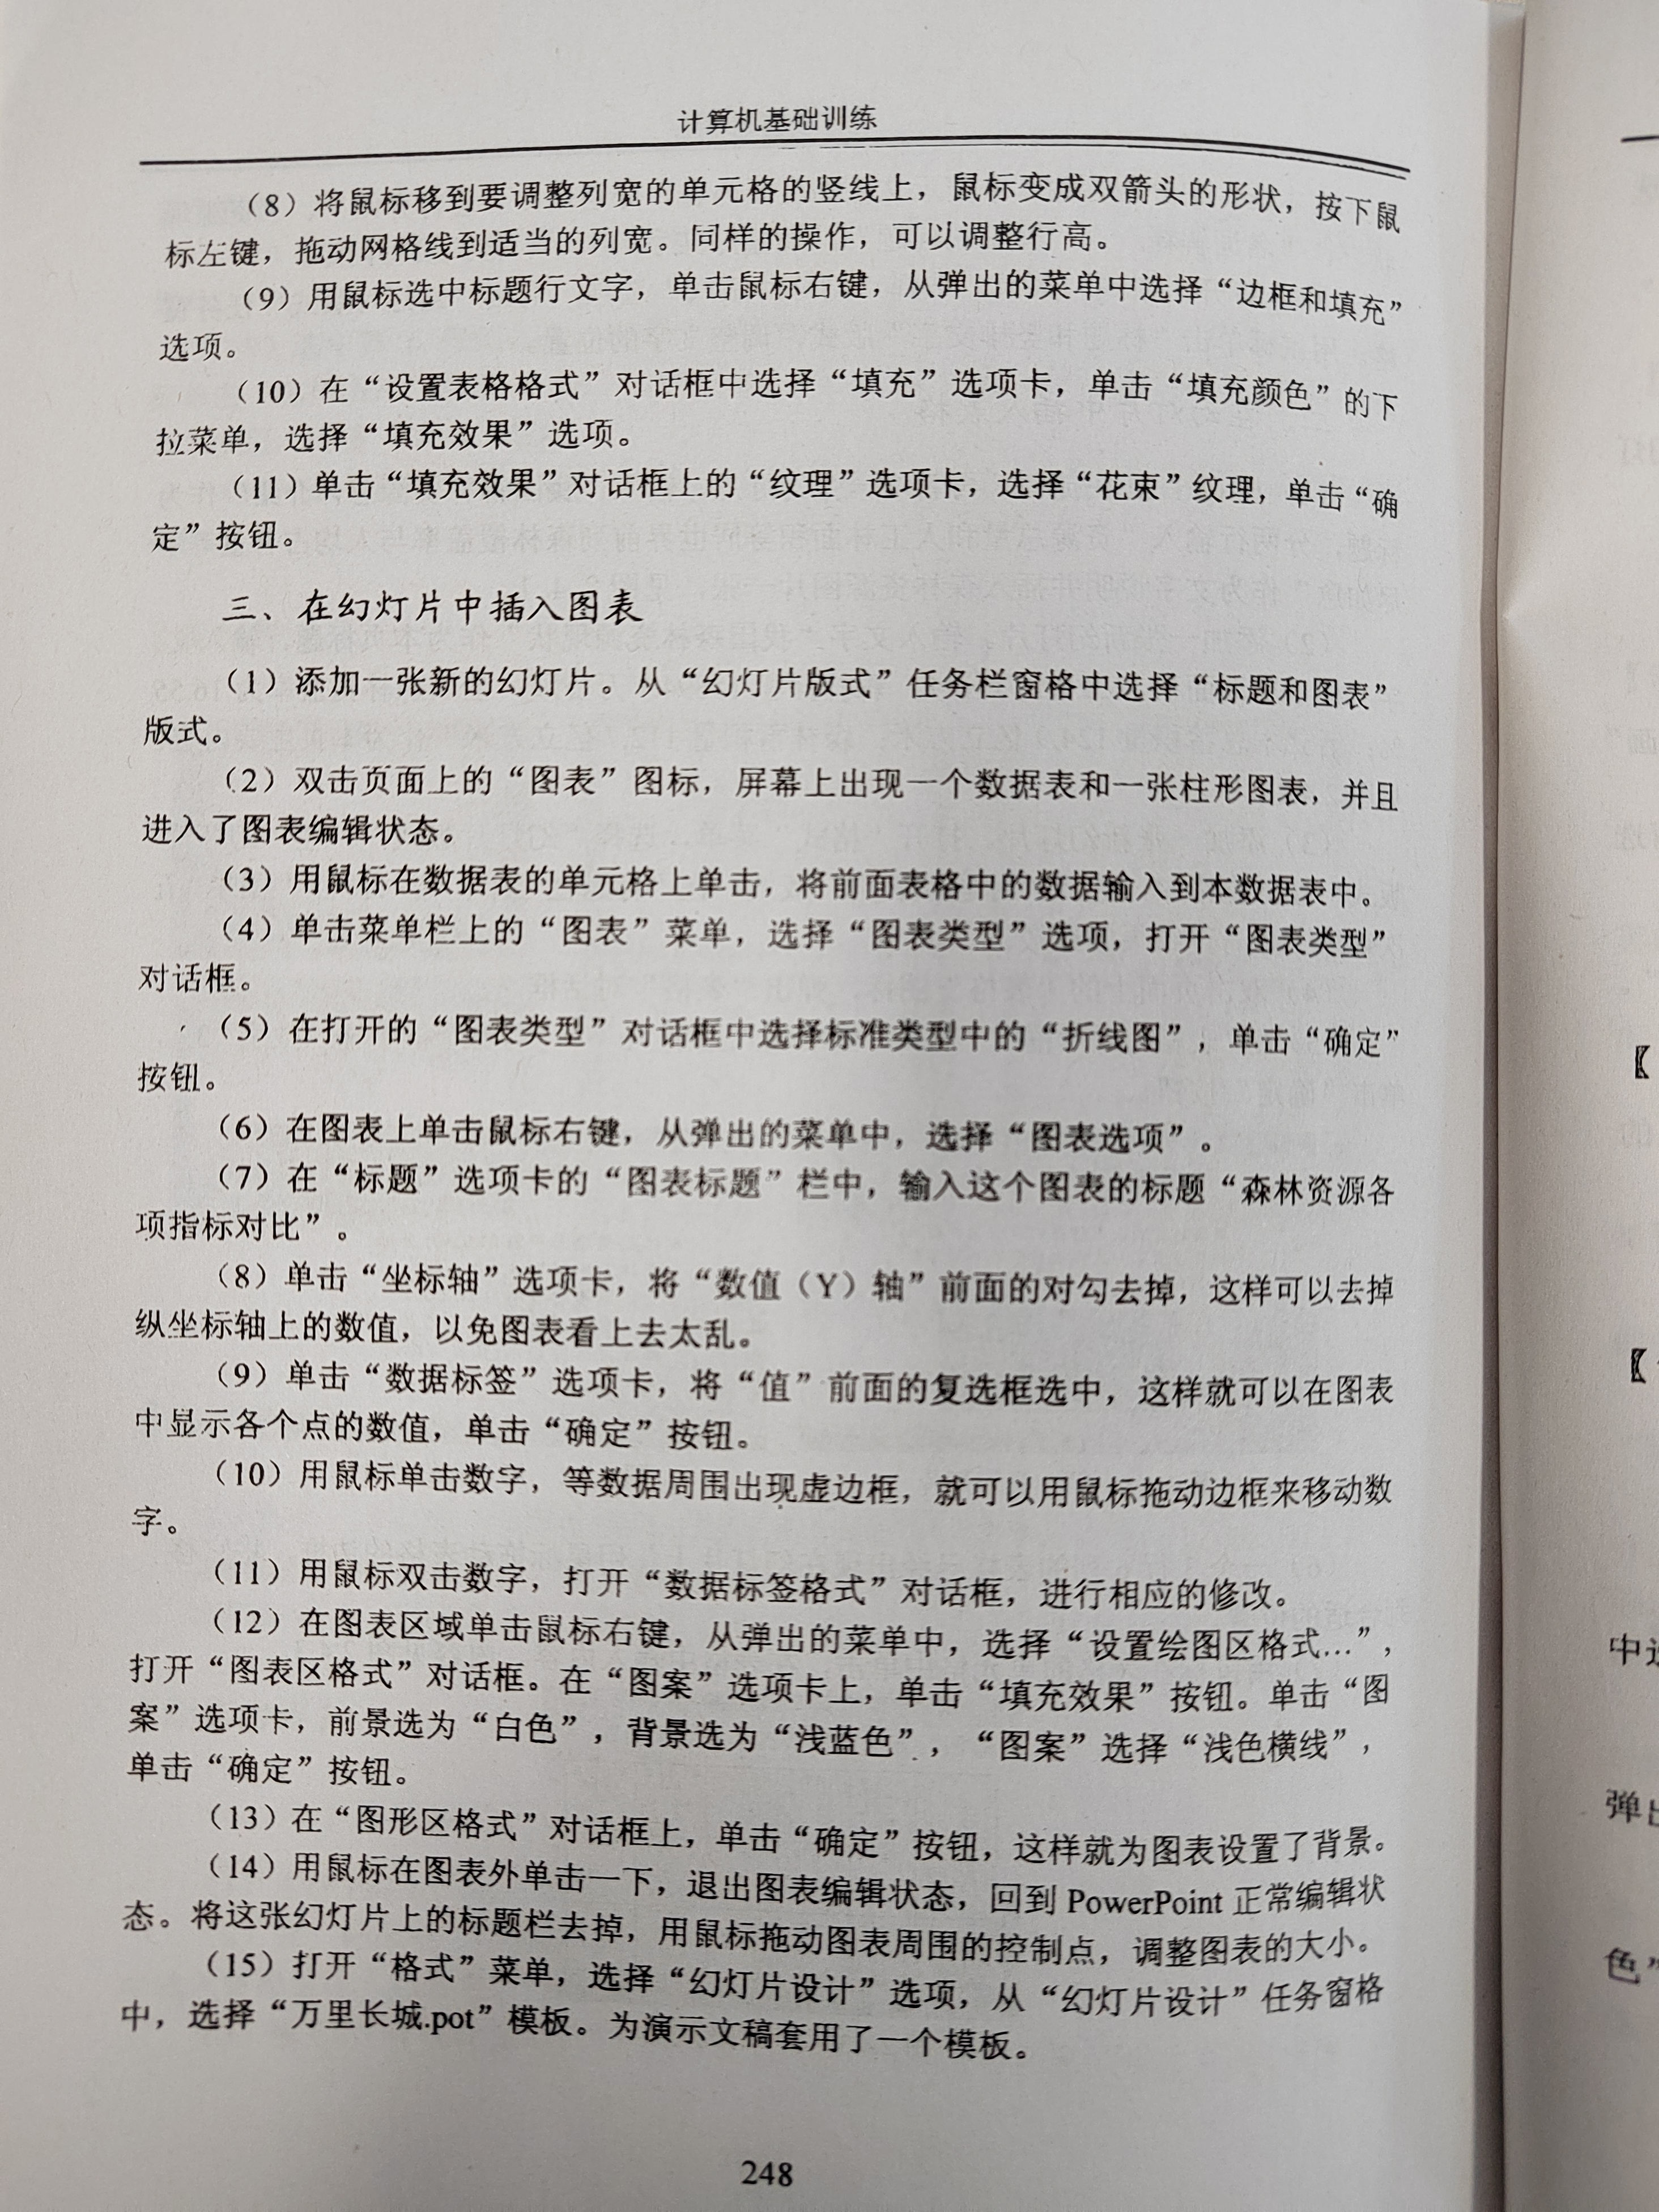 计算机基础训练
（8）将鼠标移到要调整列宽的单元格的竖线上，鼠标变成双箭头的形状，按下鼠
标左键，拖动网格线到适当的列宽。同样的操作，可以调整行高。
（9）用鼠标选中标题行文字，单击鼠标右键，从弹出的菜单中选择“边框和填充”
选项。
（10）在“设置表格格式”对话框中选择“填充”选项卡，单击“填充颜色”的下
拉菜单，选择“填充效果”选项。
（11）单击“填充效果”对话框上的“纹理”选项卡，选择“花束”纹理，单击“确
定”按钮。
三、在幻灯片中插入图表
（1）添加一张新的幻灯片。从“幻灯片版式”任务栏窗格中选择“标题和图表”
版式。
（2）双击页面上的“图表”图标，屏幕上出现一个数据表和一张柱形图表，并且
进入了图表编辑状态。
（3）用鼠标在数据表的单元格上单击，将前面表格中的数据输入到本数据表中。
（4）单击菜单栏上的“图表”菜单，选择“图表类型”选项，打开“图表类型”
对话框。
（5）在打开的“图表类型”对话框中选择标准类型中的“折线图”，单击“确定”
按钮。
（6）在图表上单击鼠标右键，从弹出的菜单中，选择“图表选项”。
（7）在“标题”选项卡的“图表标题”栏中，输入这个图表的标题“森林资源各
项指标对比”。
（8）单击“坐标轴”选项卡，将“数值（Y）轴”前面的对勾去掉，这样可以去掉
纵坐标轴上的数值，以免图表看上去太乱。
（9）单击“数据标签”选项卡，将“值”前面的复选框选中，这样就可以在图表
中显示各个点的数值，单击“确定”按钮。
（10）用鼠标单击数字，等数据周围出现虚边框，就可以用鼠标拖动边框来移动数
字。
（11）用鼠标双击数字，打开“数据标签格式”对话框，进行相应的修改。
（12）在图表区域单击鼠标右键，从弹出的菜单中，选择“设置绘图区格式…”，
打开“图表区格式”对话框。在“图案”选项卡上，单击“填充效果”按钮。单击“图
案”选项卡，前景选为“白色”，背景选为“浅蓝色”，“图案”选择“浅色横线”，
单击“确定”按钮。
（13）在“图形区格式”对话框上，单击“确定”按钮，这样就为图表设置了背景。
（14）用鼠标在图表外单击一下，退出图表编辑状态，回到 PowerPoint 正常编辑状
态。将这张幻灯片上的标题栏去掉，用鼠标拖动图表周围的控制点，调整图表的大小。
（15）打开“格式”菜单，选择“幻灯片设计”选项，从“幻灯片设计”任务窗格
中，选择“万里长城.pot”模板。为演示文稿套用了一个模板。
248
【
【
中
弹
色”